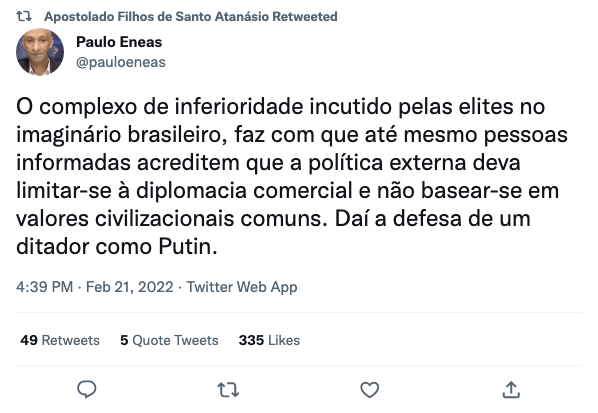 Apostolado Filhos de Santo Atanásio Retweeted
Paulo Eneas
@pauloeneas
O complexo de inferioridade incutido pelas elites no
imaginário brasileiro, faz com que até mesmo pessoas
informadas acreditem que a política externa deva
limitar-se à diplomacia comercial e não basear-se em
valores civilizacionais comuns. Daí a defesa de um
ditador como Putin.
4:39 PM · Feb 21, 2022 · Twitter Web App
49 Retweets 5 Quote Tweets 335 Likes